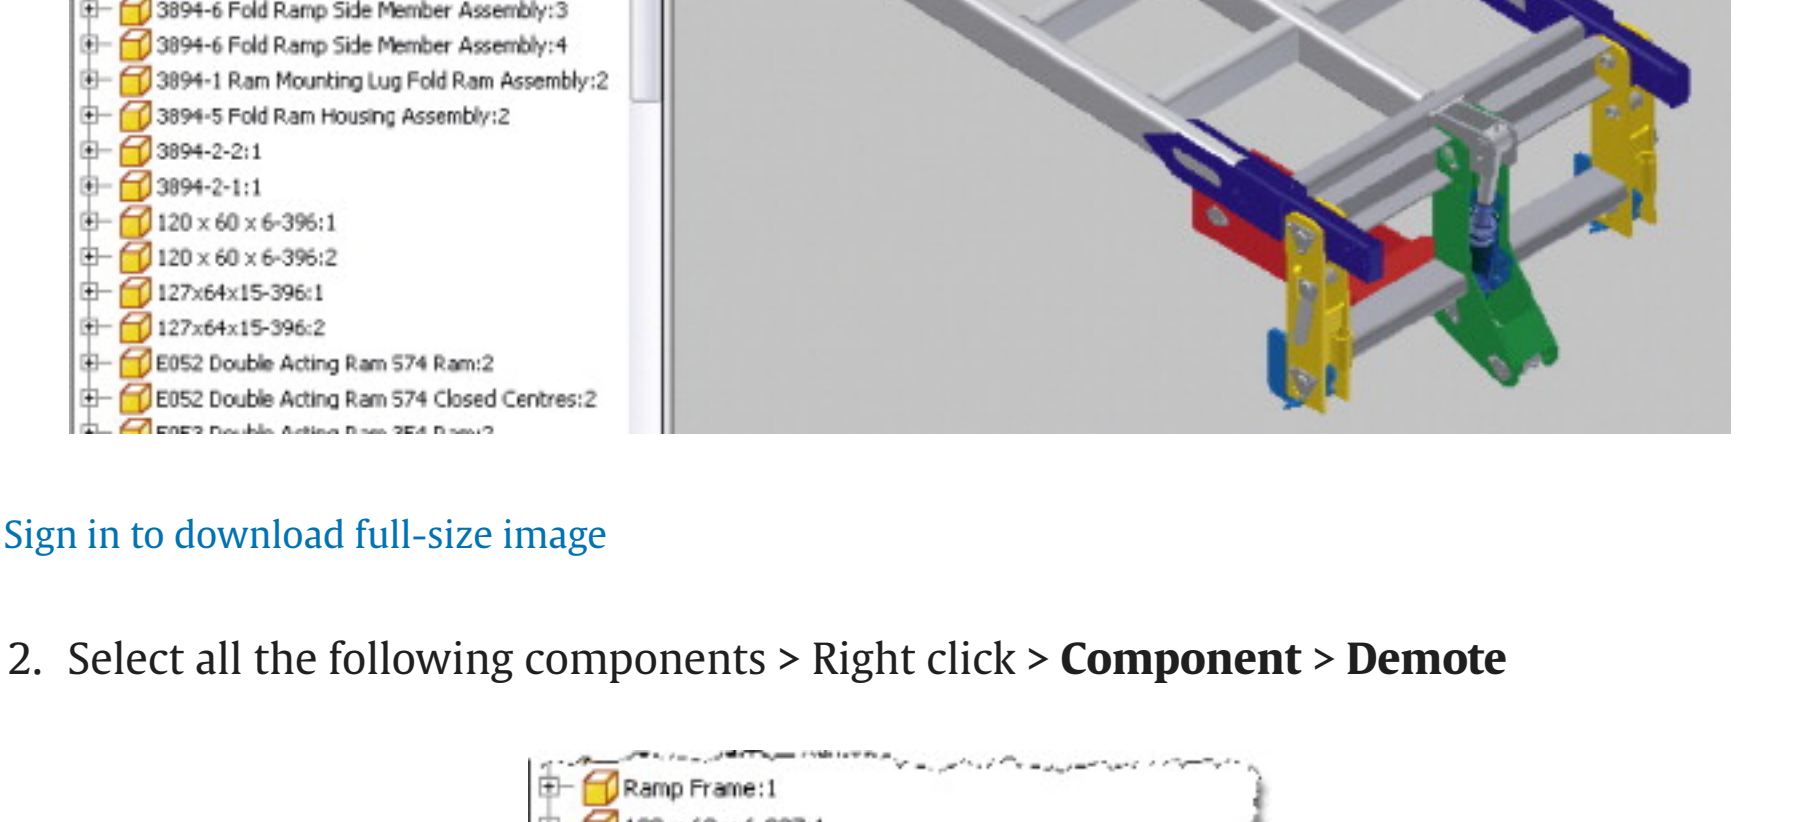 3894-6 Fold Ramp Side Member Assembly:3
3894-6 Fold Ramp Side Member Assembly:4
3894-1 Ram Mounting Lug Fold Ram Assembly:2
3894-5 Fold Ram Housing Assembly:2
3894-2-2:1
3894-2-1:1
120 x 60 x 6-396:1
120 x 60 x 6-396:2
127x64x15-396:1
127x64x15-396:2
E052 Double Acting Ram 574 Ram:2
E052 Double Acting Ram 574 Closed Centres:2
Sign in to download full-size image
2. Select all the following components > Right click > Component > Demote
Ramp Frame:1